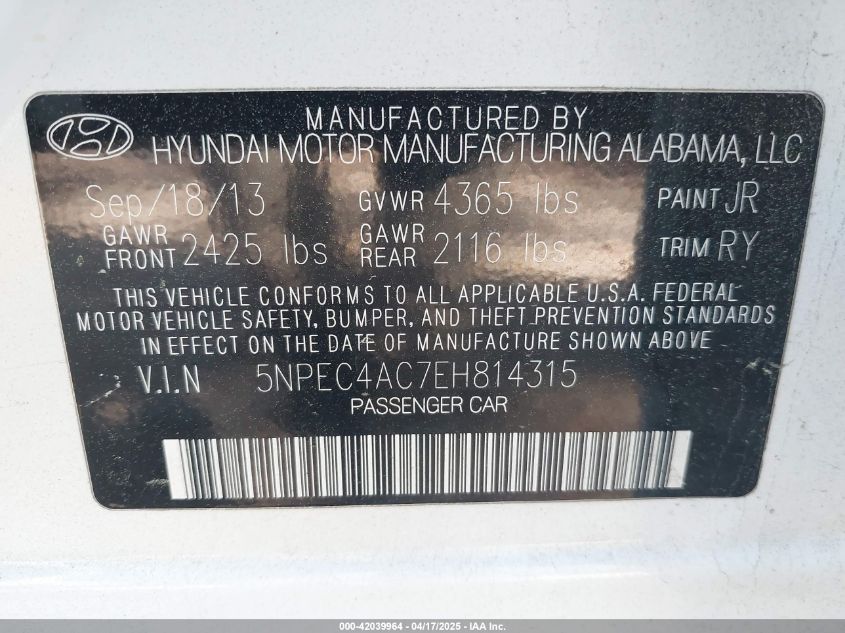 MANUFACTURED BY
HYUNDAI MOTOR MANUFACTURING ALABAMA, LLC
Sep/18/13 GVWR 4365 lbs PAINT JR
GAWR FRONT 2425 lbs GAWR REAR 2116 lbs TRIM RY
THIS VEHICLE CONFORMS TO ALL APPLICABLE U.S.A. FEDERAL
MOTOR VEHICLE SAFETY, BUMPER, AND THEFT PREVENTION STANDARDS
IN EFFECT ON THE DATE OF MANUFACTURE SHOWN ABOVE
V.I.N 5NPEC4AC7EH814315
PASSENGER CAR
000-42039964 - 04/17/2025 - IAA Inc.